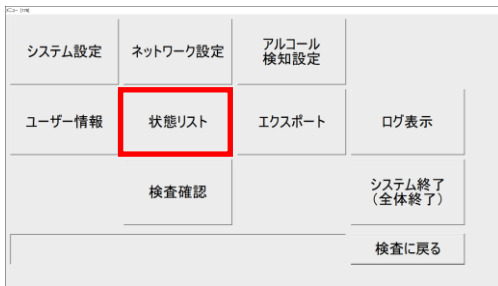 システム設定
ネットワーク設定
アルコール
検知設定
ユーザー情報
状態リスト
エクスポート
ログ表示
検査確認
システム終了
（全体終了）
検査に戻る